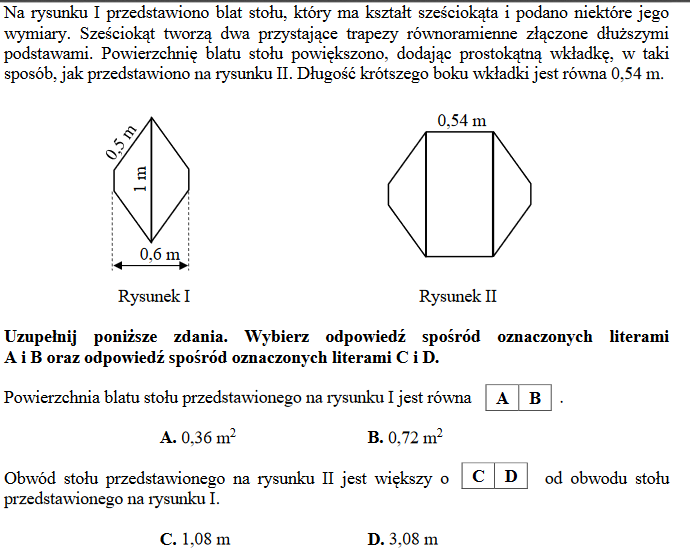 Na rysunku I przedstawiono blat stołu, który ma kształt sześciokąta i podano niektóre jego
wymiary. Sześciokąt tworzą dwa przystające trapezy równoramienne złączone dłuższymi
podstawami. Powierzchnię blatu stołu powiększono, dodając prostokątną wkładkę, w taki
sposób, jak przedstawiono na rysunku II. Długość krótszego boku wkładki jest równa 0,54 m.
0,54 m
0,5 m
1 m
0,6 m
Rysunek I
Rysunek II
Uzupełnij poniższe zdania. Wybierz odpowiedź spośród oznaczonych literami
A i B oraz odpowiedź spośród oznaczonych literami C i D.
Powierzchnia blatu stołu przedstawionego na rysunku I jest równa A B .
A. 0,36 m² B. 0,72 m²
Obwód stołu przedstawionego na rysunku II jest większy o C D od obwodu stołu
przedstawionego na rysunku I.
C. 1,08 m D. 3,08 m